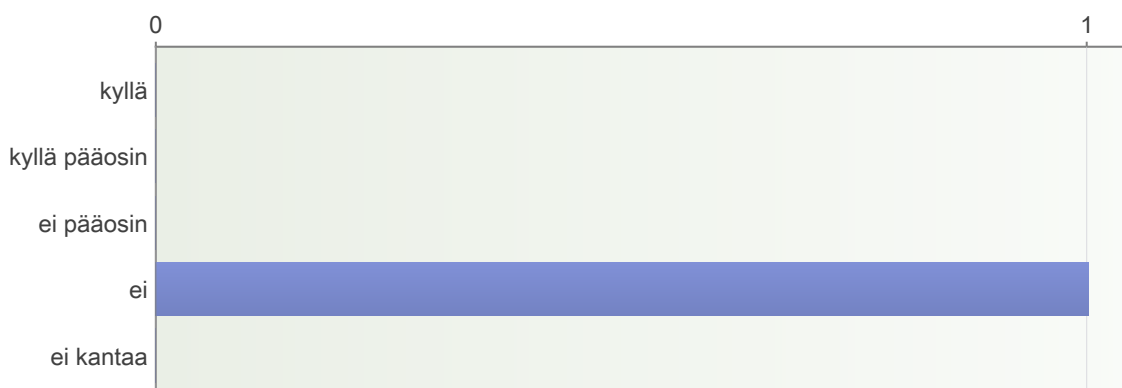 0 1
kyllä
kyllä pääosin
ei pääosin
ei
ei kantaa